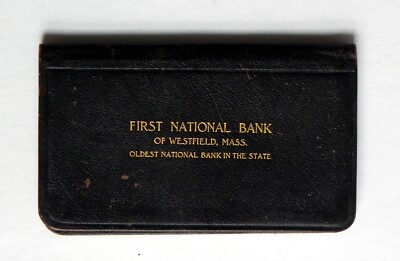 FIRST NATIONAL BANK
OF WESTFIELD, MASS.
OLDEST NATIONAL BANK IN THE STATE